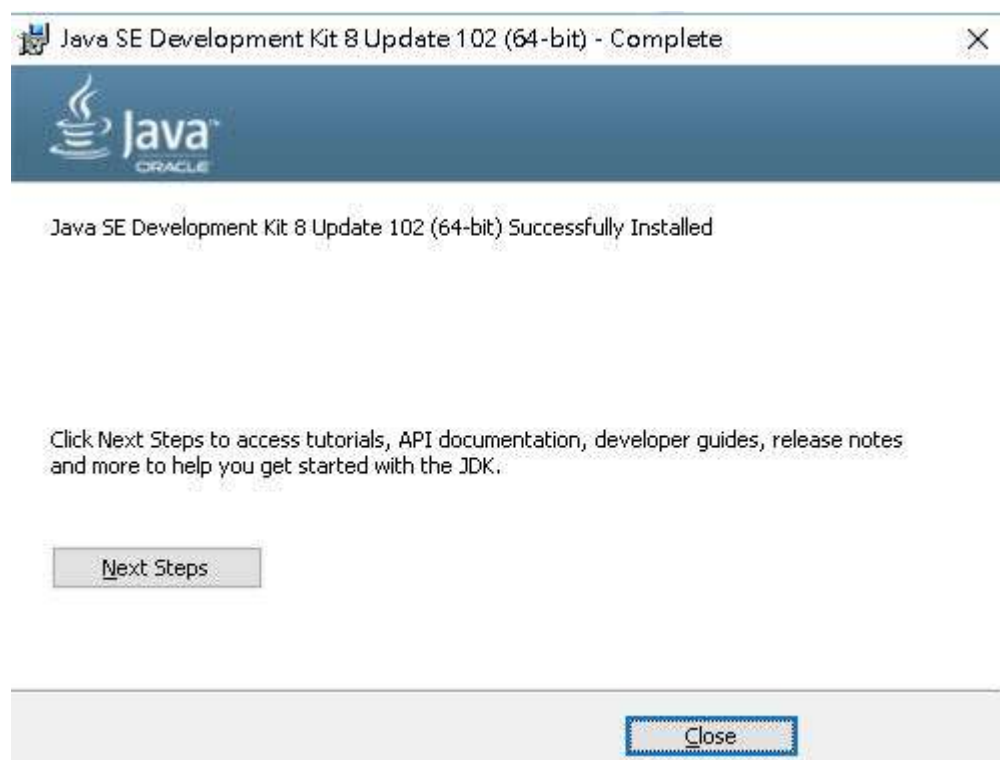 Java SE Development Kit 8 Update 102 (64-bit) - Complete
Java™
ORACLE
Java SE Development Kit 8 Update 102 (64-bit) Successfully Installed
Click Next Steps to access tutorials, API documentation, developer guides, release notes
and more to help you get started with the JDK.
Next Steps
Close